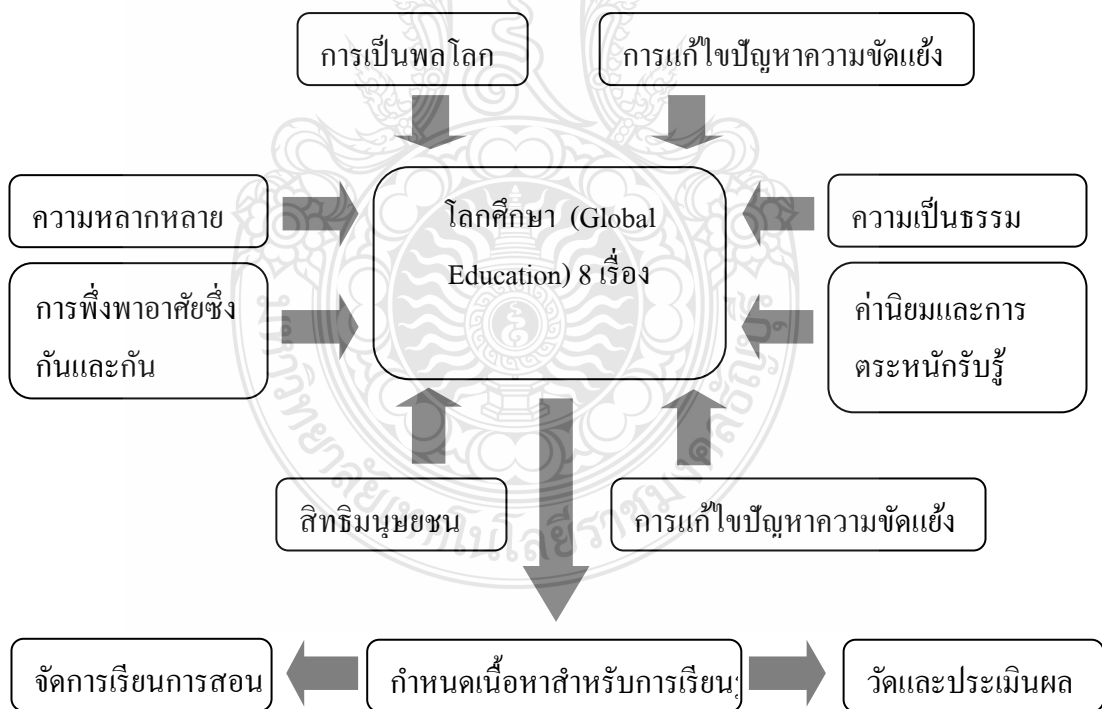 การเป็นพลโลก
การแก้ไขปัญหาความขัดแย้ง
ความหลากหลาย
โลกศึกษา (Global
Education) 8 เรื่อง
ความเป็นธรรม
การพึ่งพาอาศัยซึ่ง
กันและกัน
ค่านิยมและการ
ตระหนักรับรู้
สิทธิมนุษยชน
การแก้ไขปัญหาความขัดแย้ง
จัดการเรียนการสอน
กำหนดเนื้อหาสำหรับการเรียน
วัดและประเมินผล